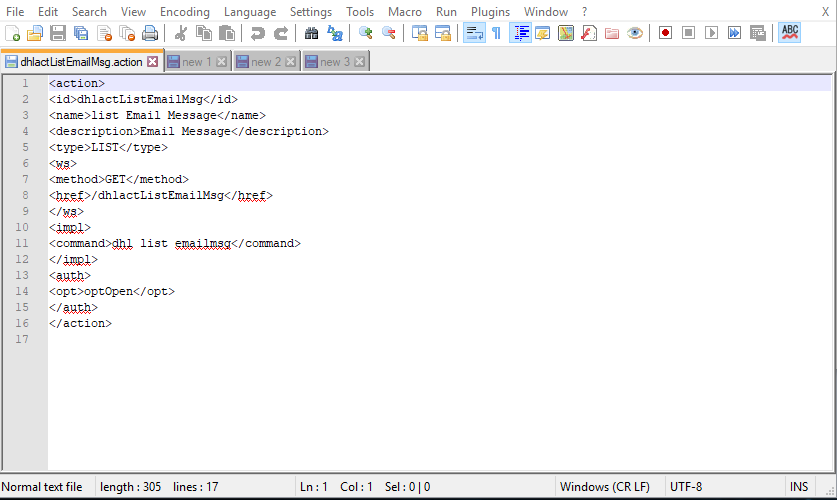 File Edit Search View Encoding Language Settings Tools Macro Run Plugins Window ? X
ABC
dhlactListEmailMsg.action new 1 new 2 new 3
1 <action>
2 <id>dhlactListEmailMsg</id>
3 <name>list Email Message</name>
4 <description>Email Message</description>
5 <type>LIST</type>
6 <ws>
7 <method>GET</method>
8 <href>/dhlactListEmailMsg</href>
9 </ws>
10 <impl>
11 <command>dhl list emailmsg</command>
12 </impl>
13 <auth>
14 <opt>optOpen</opt>
15 </auth>
16 </action>
17
Normal text file length : 305 lines : 17 Ln : 1 Col : 1 Sel : 0 | 0 Windows (CR LF) UTF-8 INS